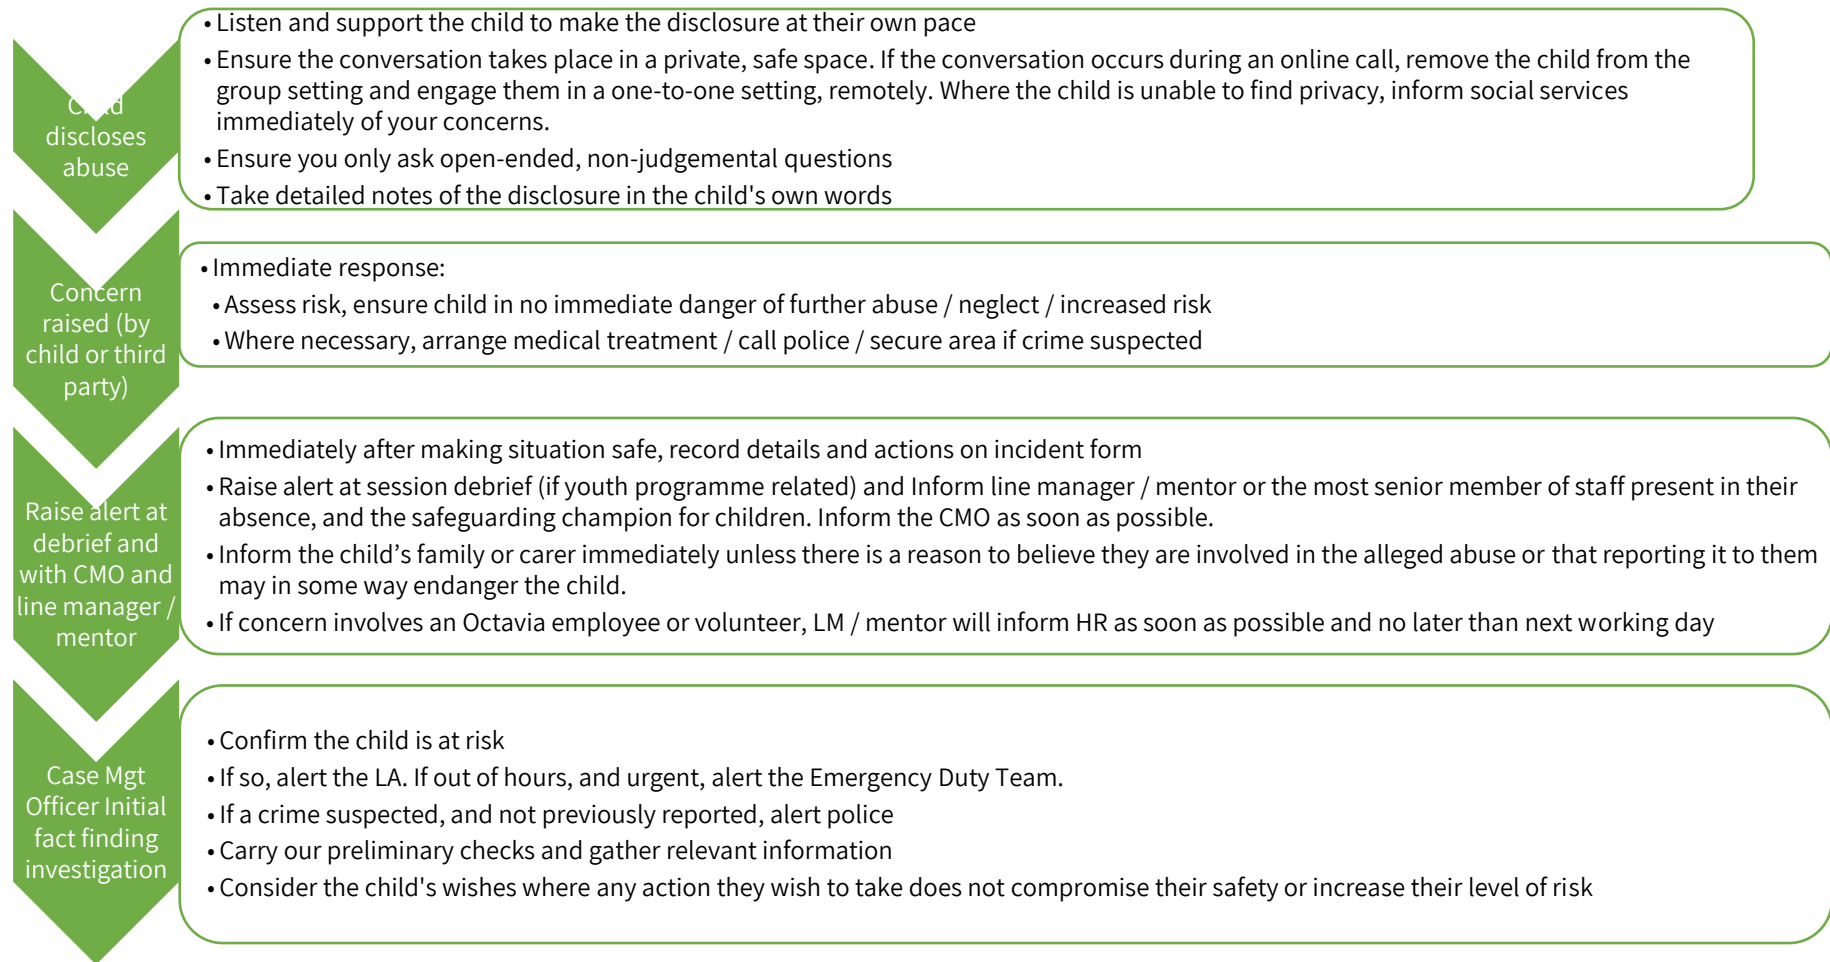 Child
discloses
abuse
• Listen and support the child to make the disclosure at their own pace
• Ensure the conversation takes place in a private, safe space. If the conversation occurs during an online call, remove the child from the
group setting and engage them in a one-to-one setting, remotely. Where the child is unable to find privacy, inform social services
immediately of your concerns.
• Ensure you only ask open-ended, non-judgemental questions
• Take detailed notes of the disclosure in the child's own words
Concern
raised (by
child or third
party)
• Immediate response:
• Assess risk, ensure child in no immediate danger of further abuse / neglect / increased risk
• Where necessary, arrange medical treatment / call police / secure area if crime suspected
Raise alert at
debrief and
with CMO and
line manager /
mentor
• Immediately after making situation safe, record details and actions on incident form
• Raise alert at session debrief (if youth programme related) and Inform line manager / mentor or the most senior member of staff present in their
absence, and the safeguarding champion for children. Inform the CMO as soon as possible.
• Inform the child’s family or carer immediately unless there is a reason to believe they are involved in the alleged abuse or that reporting it to them
may in some way endanger the child.
• If concern involves an Octavia employee or volunteer, LM / mentor will inform HR as soon as possible and no later than next working day
Case Mgt
Officer Initial
fact finding
investigation
• Confirm the child is at risk
• If so, alert the LA. If out of hours, and urgent, alert the Emergency Duty Team.
• If a crime suspected, and not previously reported, alert police
• Carry our preliminary checks and gather relevant information
• Consider the child's wishes where any action they wish to take does not compromise their safety or increase their level of risk